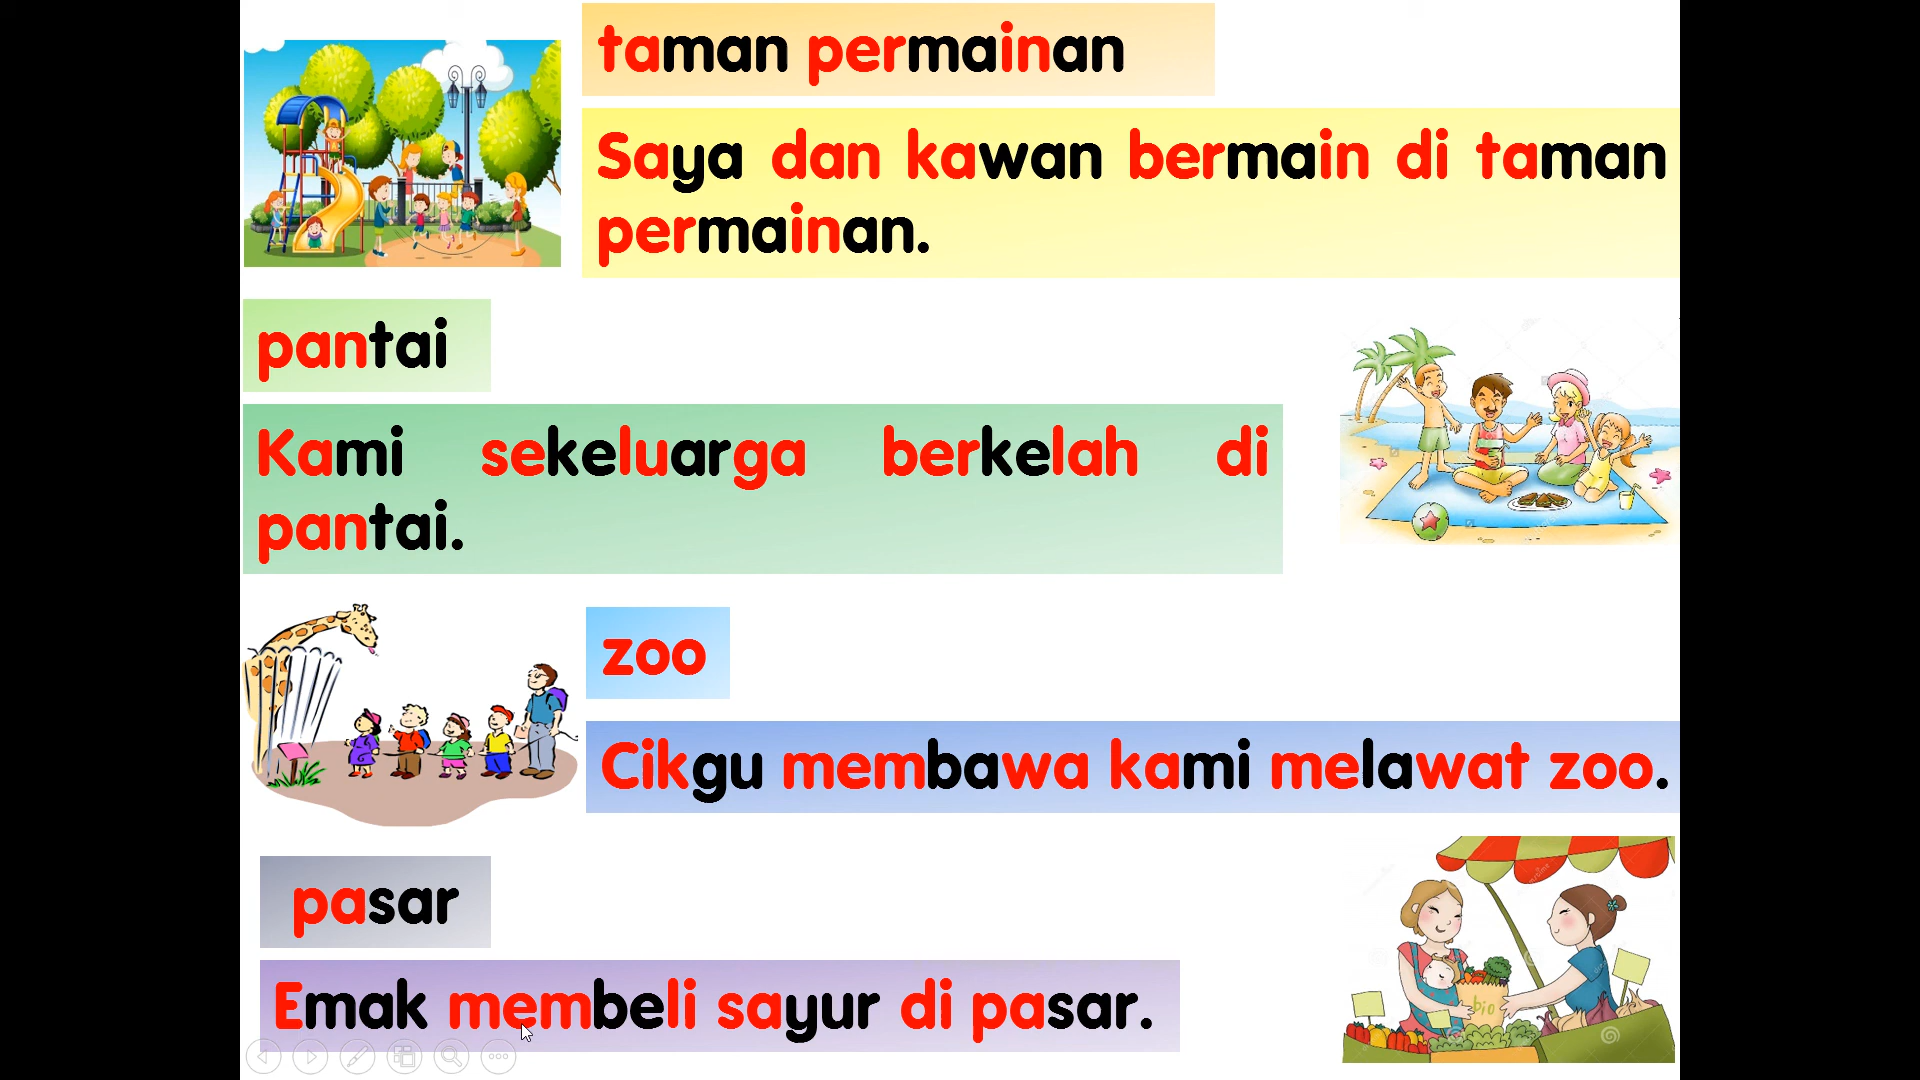 taman permainan
Saya dan kawan bermain di taman
permainan.
pantai
Kami sekeluarga berkelah di
pantai.
zoo
Cikgu membawa kami melawat zoo.
pasar
Emak membeli sayur di pasar.
bio